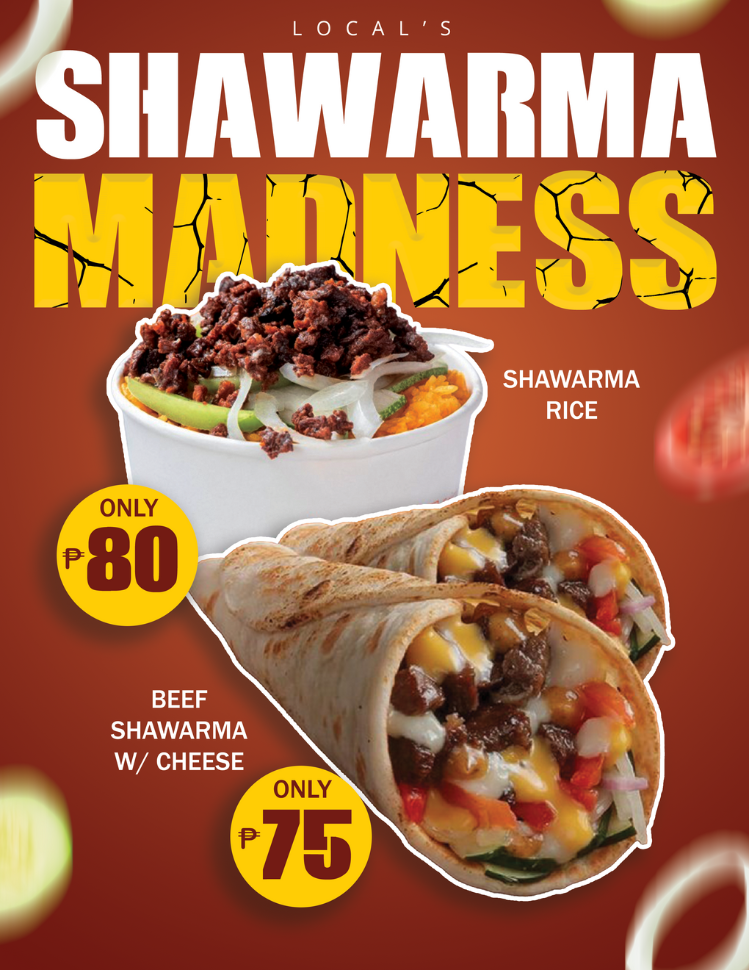 LOCAL'S
SHAWARMA
MADNESS
SHAWARMA
RICE
ONLY
₱80
BEEF
SHAWARMA
W/ CHEESE
ONLY
₱75